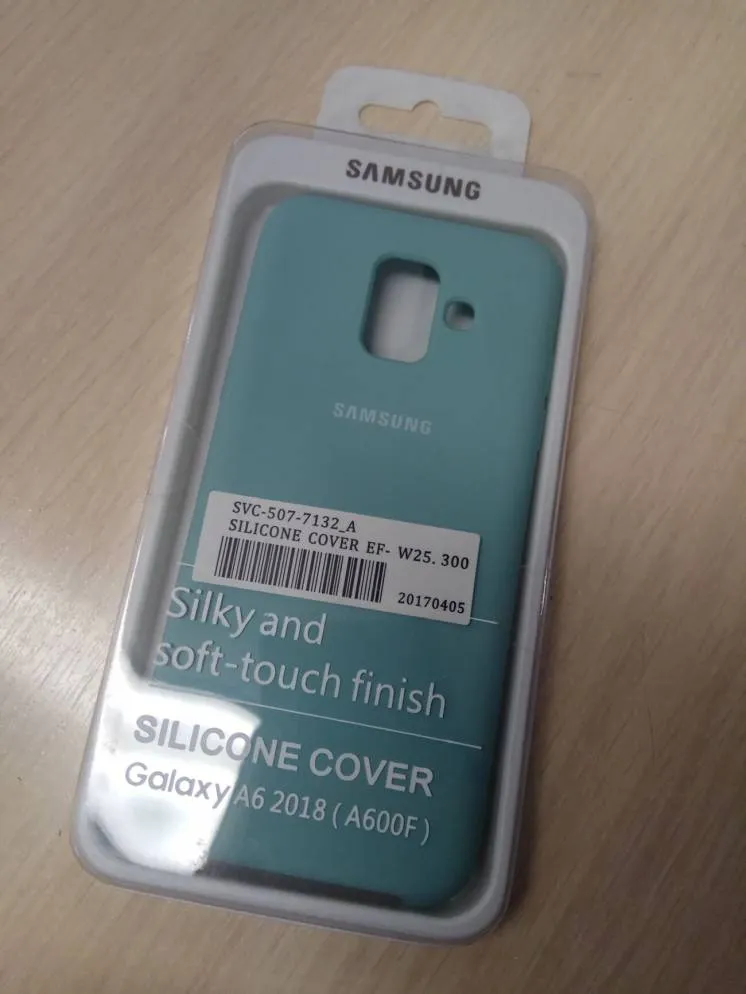 SAMSUNG
SAMSUNG
SVC-507-7132_A
SILICONE COVER EF- W25. 300
20170405
Silky and
soft-touch finish
SILICONE COVER
Galaxy A6 2018 ( A600F )